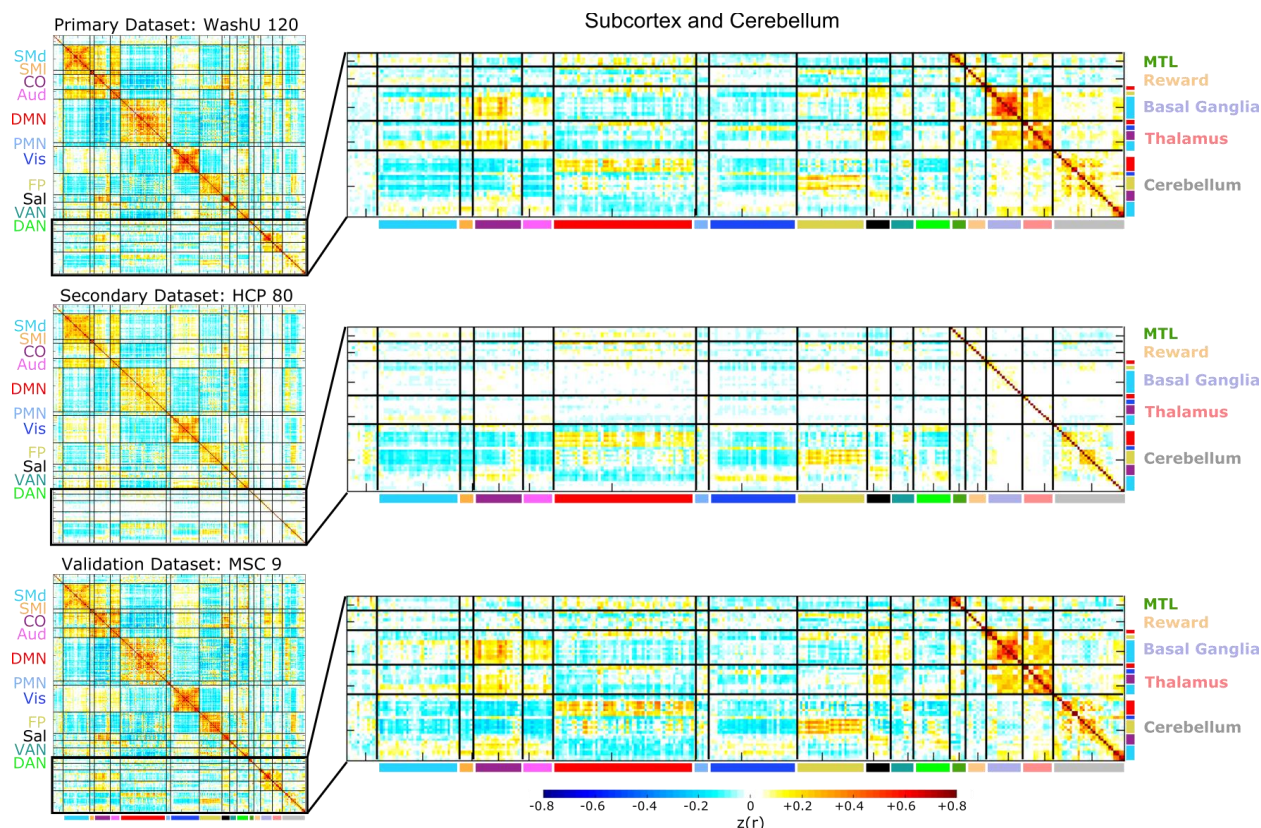 Subcortex and Cerebellum
Primary Dataset: WashU 120
SMd
SMl
CO
Aud
DMN
PMN
Vis
FP
Sal
VAN
DAN
MTL
Reward
Basal Ganglia
Thalamus
Cerebellum
Secondary Dataset: HCP 80
SMd
SMl
CO
Aud
DMN
PMN
Vis
FP
Sal
VAN
DAN
MTL
Reward
Basal Ganglia
Thalamus
Cerebellum
Validation Dataset: MSC 9
SMd
SMl
CO
Aud
DMN
PMN
Vis
FP
Sal
VAN
DAN
MTL
Reward
Basal Ganglia
Thalamus
Cerebellum
-0.8 -0.6 -0.4 -0.2 0 +0.2 +0.4 +0.6 +0.8
z(r)